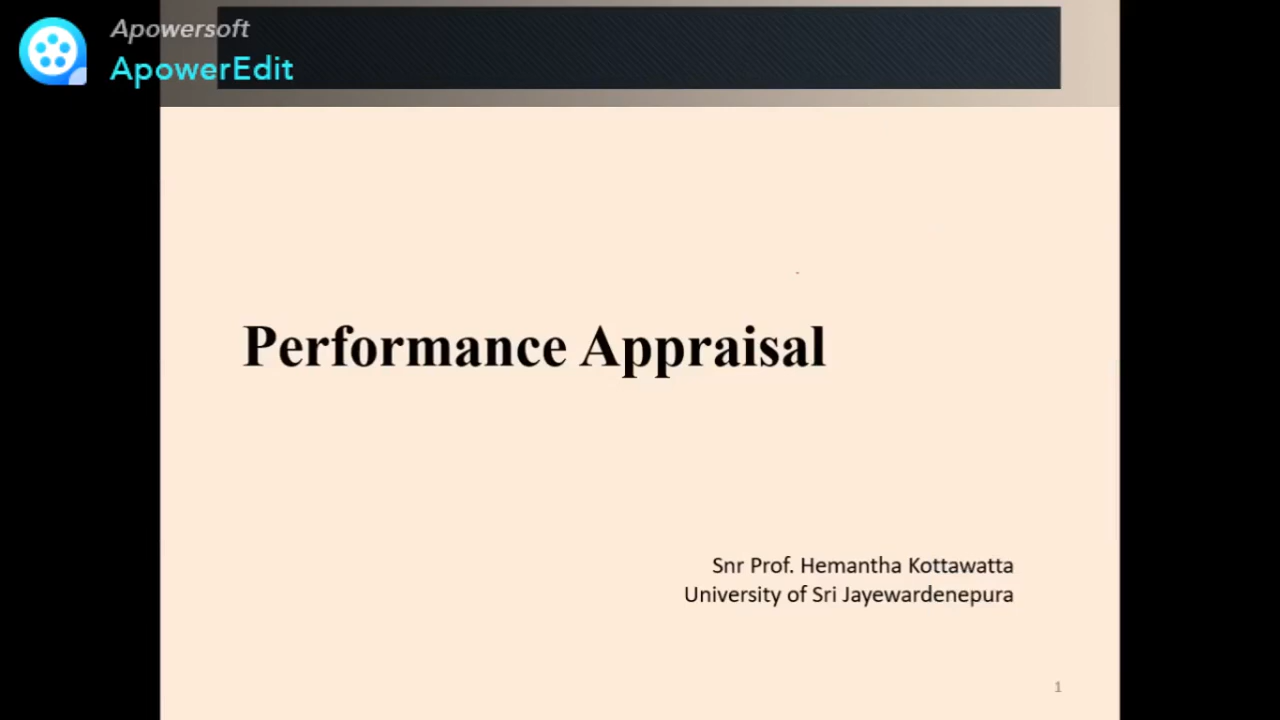 Apowersoft
ApowerEdit
Performance Appraisal
Snr Prof. Hemantha Kottawatta
University of Sri Jayewardenepura
1